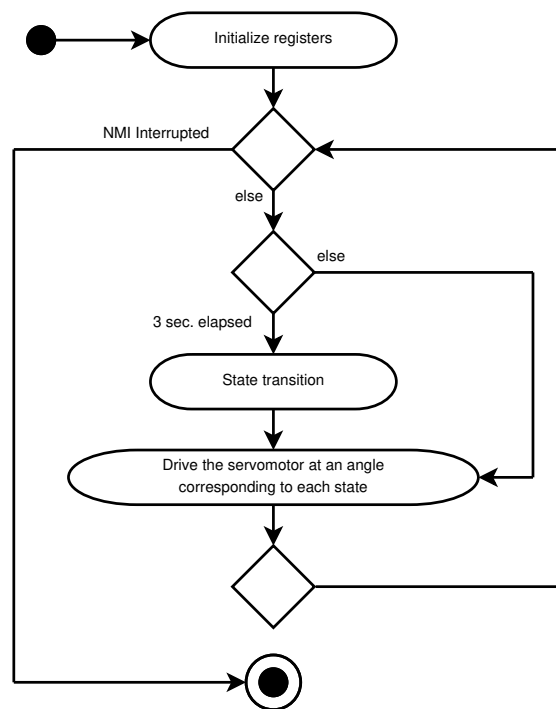 Initialize registers
NMI Interrupted
else
else
3 sec. elapsed
State transition
Drive the servomotor at an angle
corresponding to each state